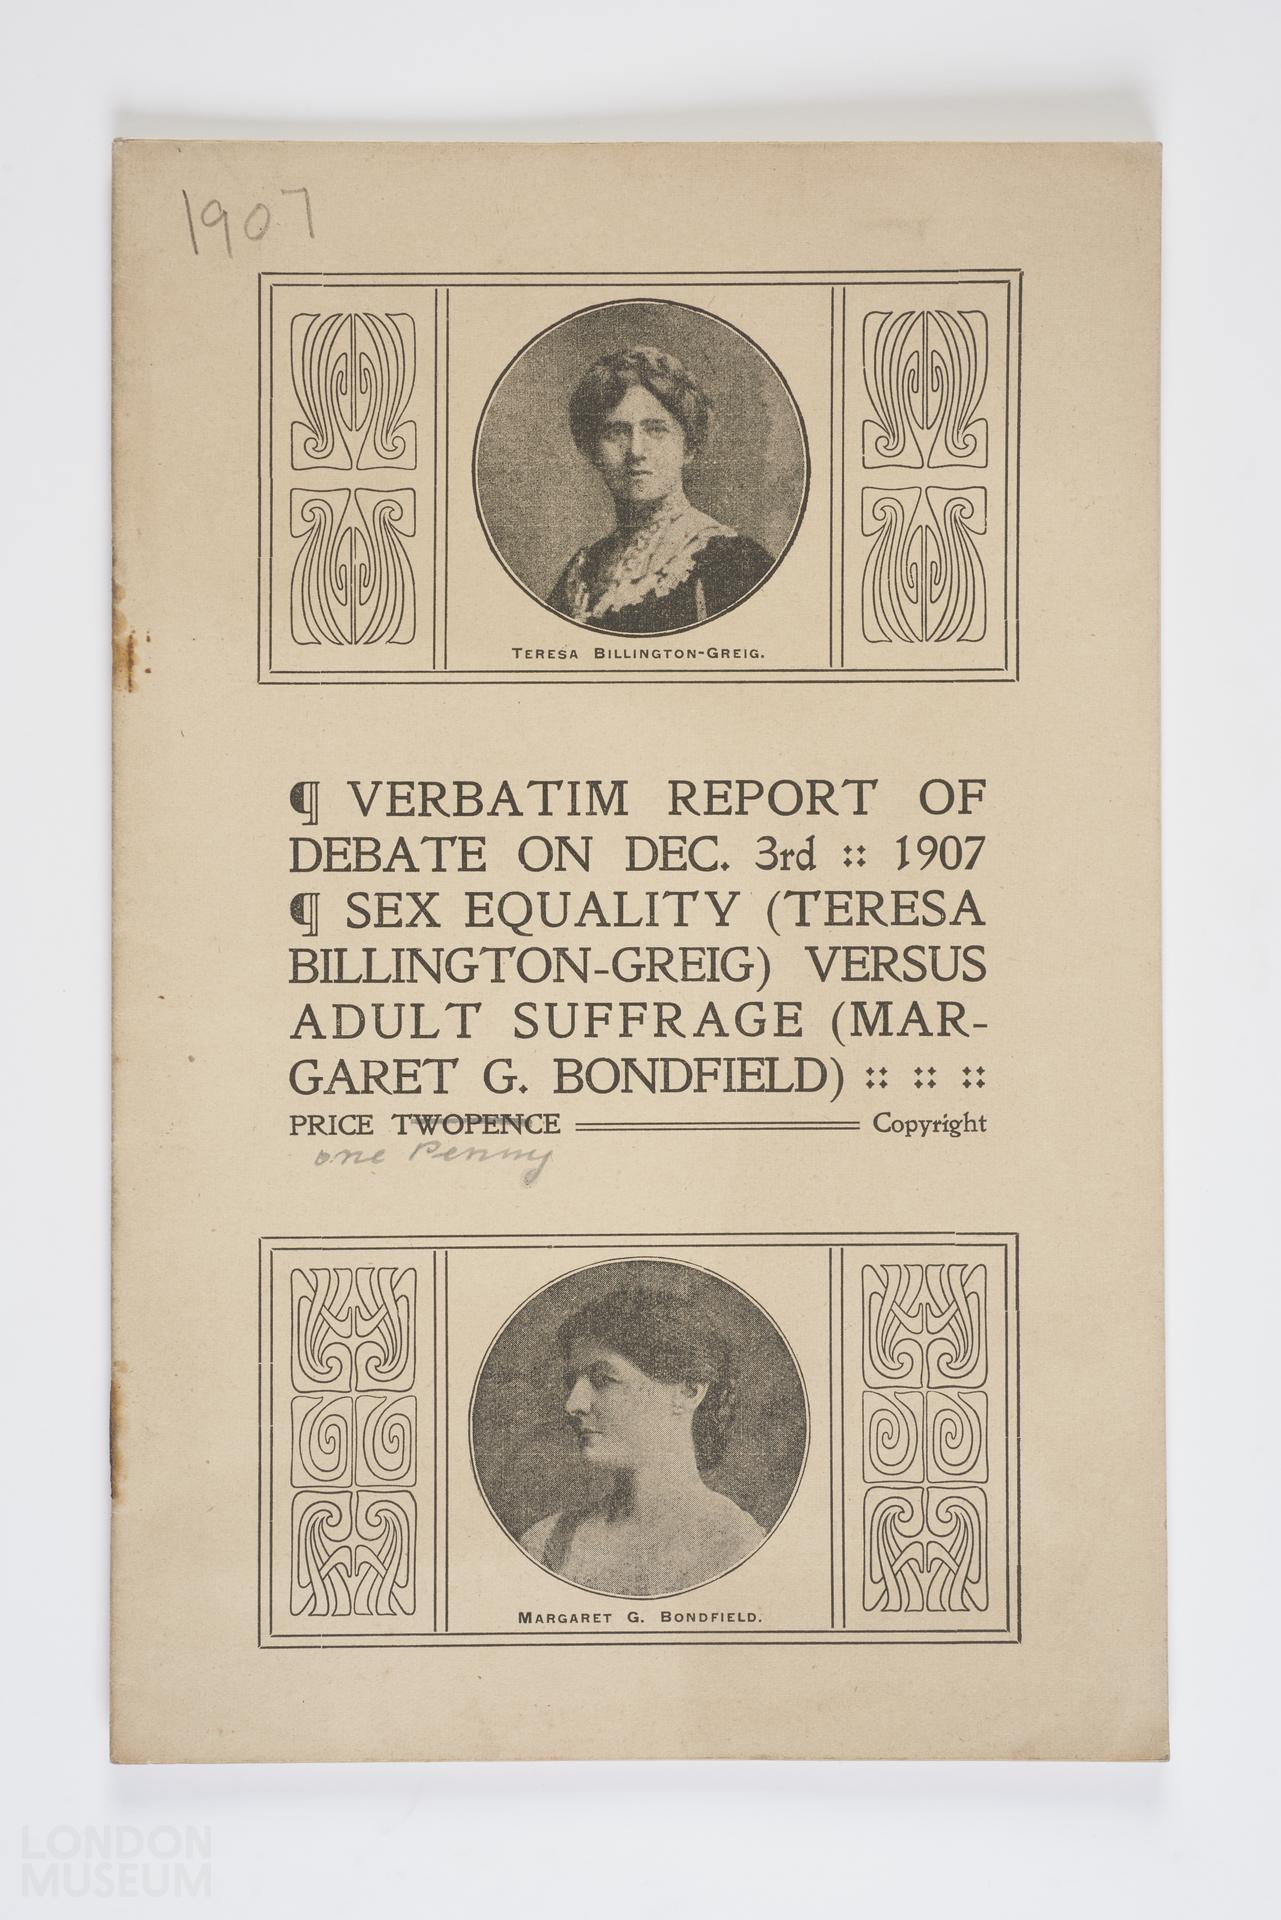 1907
TERESA BILLINGTON-GREIG.
¶ VERBATIM REPORT OF
DEBATE ON DEC. 3rd :: 1907
¶ SEX EQUALITY (TERESA
BILLINGTON-GREIG) VERSUS
ADULT SUFFRAGE (MAR-
GARET G. BONDFIELD) :: :: ::
PRICE TWOPENCE Copyright
one Penny
MARGARET G. BONDFIELD.
LONDON
MUSEUM